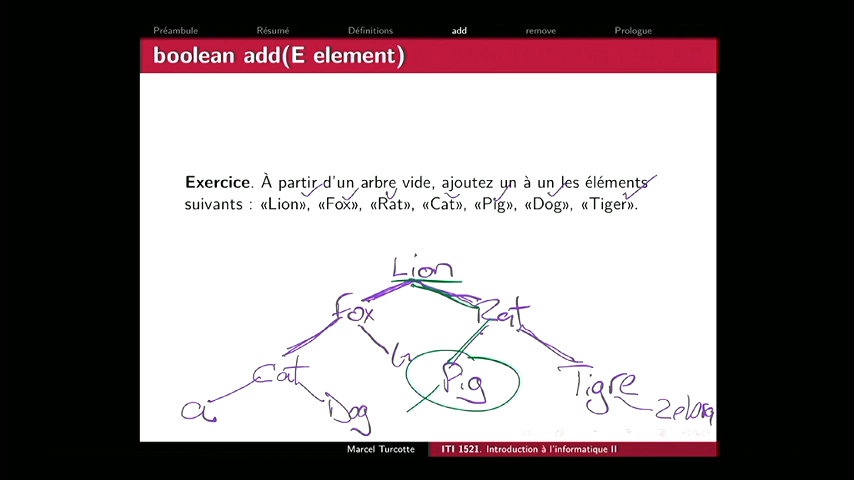 Préambule Résumé Définitions add remove Prologue
boolean add(E element)
Exercice. À partir d'un arbre vide, ajoutez un à un les éléments
suivants : «Lion», «Fox», «Rat», «Cat», «Pig», «Dog», «Tiger».
Lion
Fox Rat
Cat Pig Tigre
a Dog Zebra
Marcel Turcotte ITI 1521. Introduction à l'informatique II